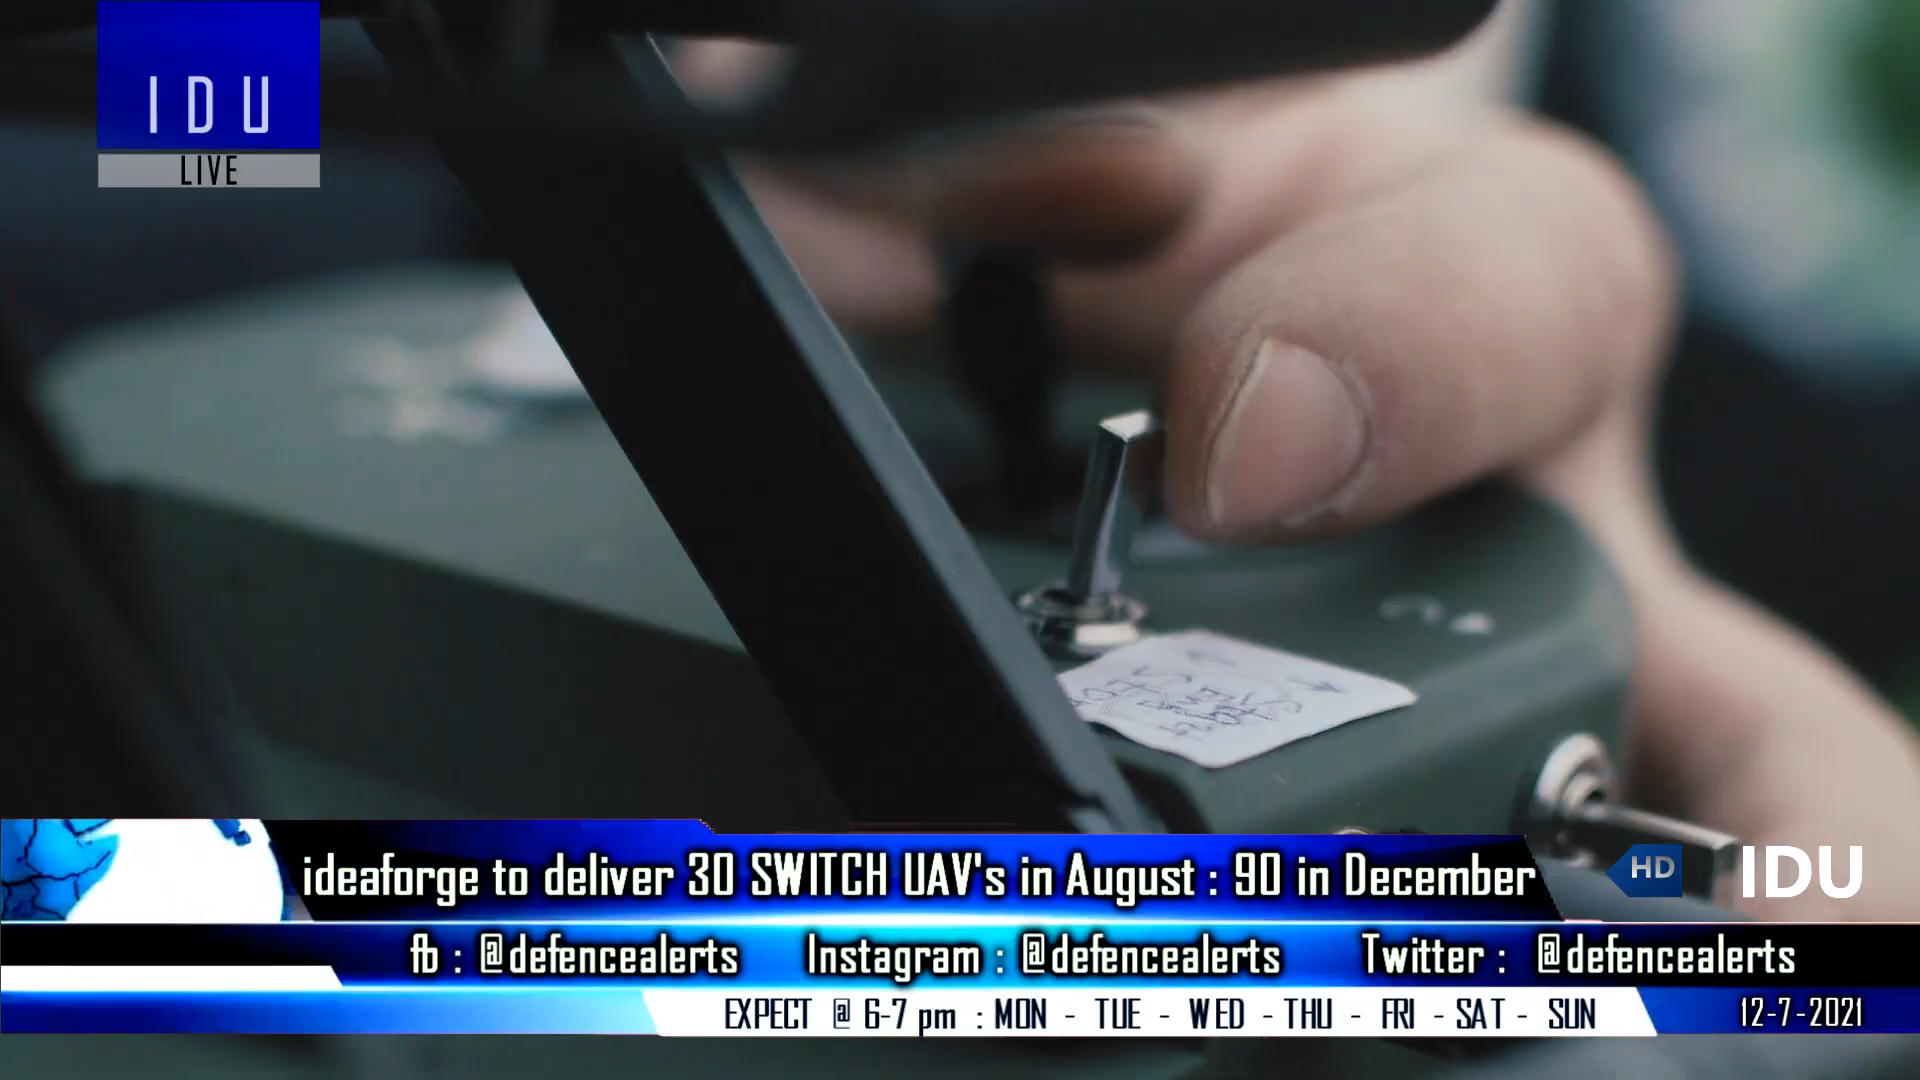 IDU
LIVE
ideaforge to deliver 30 SWITCH UAV's in August : 90 in December
HD IDU
fb : @defencealerts Instagram : @defencealerts Twitter : @defencealerts
EXPECT @ 6-7 pm : MON - TUE - WED - THU - FRI - SAT - SUN 12-7-2021